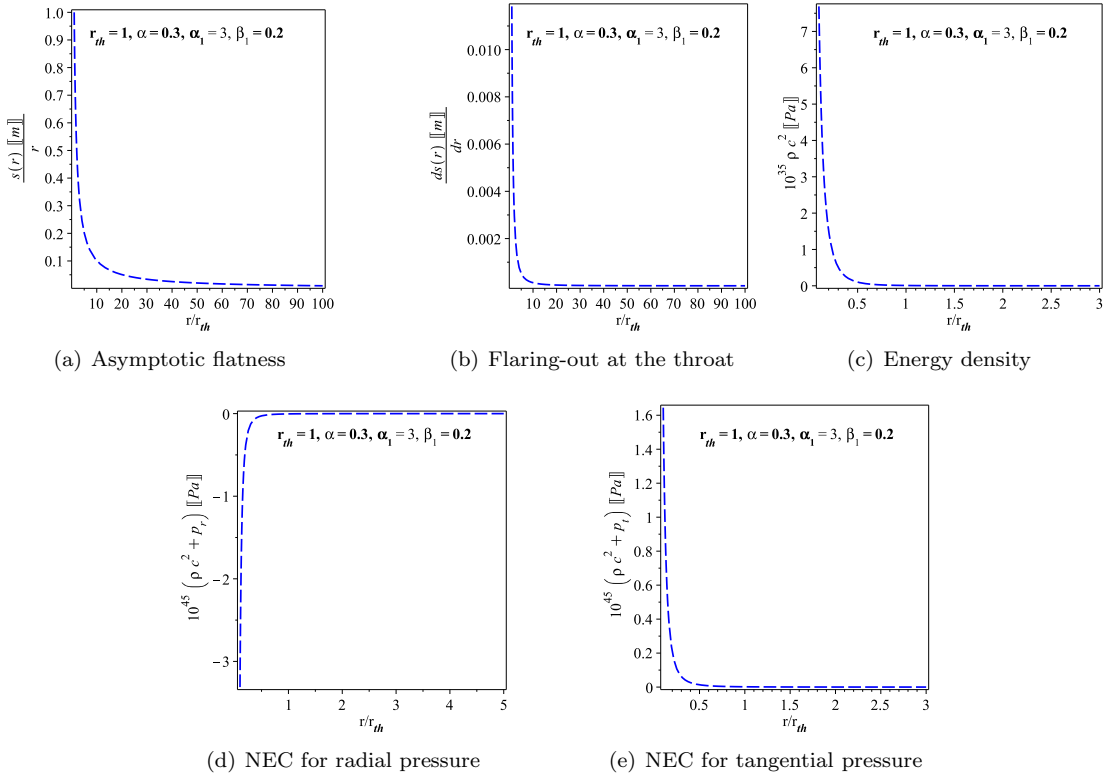 r_th = 1, α = 0.3, α_1 = 3, β_1 = 0.2
s(r) [[m]] / r
1.0
0.9
0.8
0.7
0.6
0.5
0.4
0.3
0.2
0.1
10 20 30 40 50 60 70 80 90 100
r/r_th
(a) Asymptotic flatness
r_th = 1, α = 0.3, α_1 = 3, β_1 = 0.2
ds(r) [[m]] / dr
0.010
0.008
0.006
0.004
0.002
10 20 30 40 50 60 70 80 90 100
r/r_th
(b) Flaring-out at the throat
r_th = 1, α = 0.3, α_1 = 3, β_1 = 0.2
10^35 ρ c^2 [[Pa]]
7
6
5
4
3
2
1
0
0.5 1 1.5 2 2.5 3
r/r_th
(c) Energy density
r_th = 1, α = 0.3, α_1 = 3, β_1 = 0.2
10^45 (ρ c^2 + p_r) [[Pa]]
0
−1
−2
−3
1 2 3 4 5
r/r_th
(d) NEC for radial pressure
r_th = 1, α = 0.3, α_1 = 3, β_1 = 0.2
10^45 (ρ c^2 + p_t) [[Pa]]
1.6
1.4
1.2
1
0.8
0.6
0.4
0.2
0
0.5 1 1.5 2 2.5 3
r/r_th
(e) NEC for tangential pressure